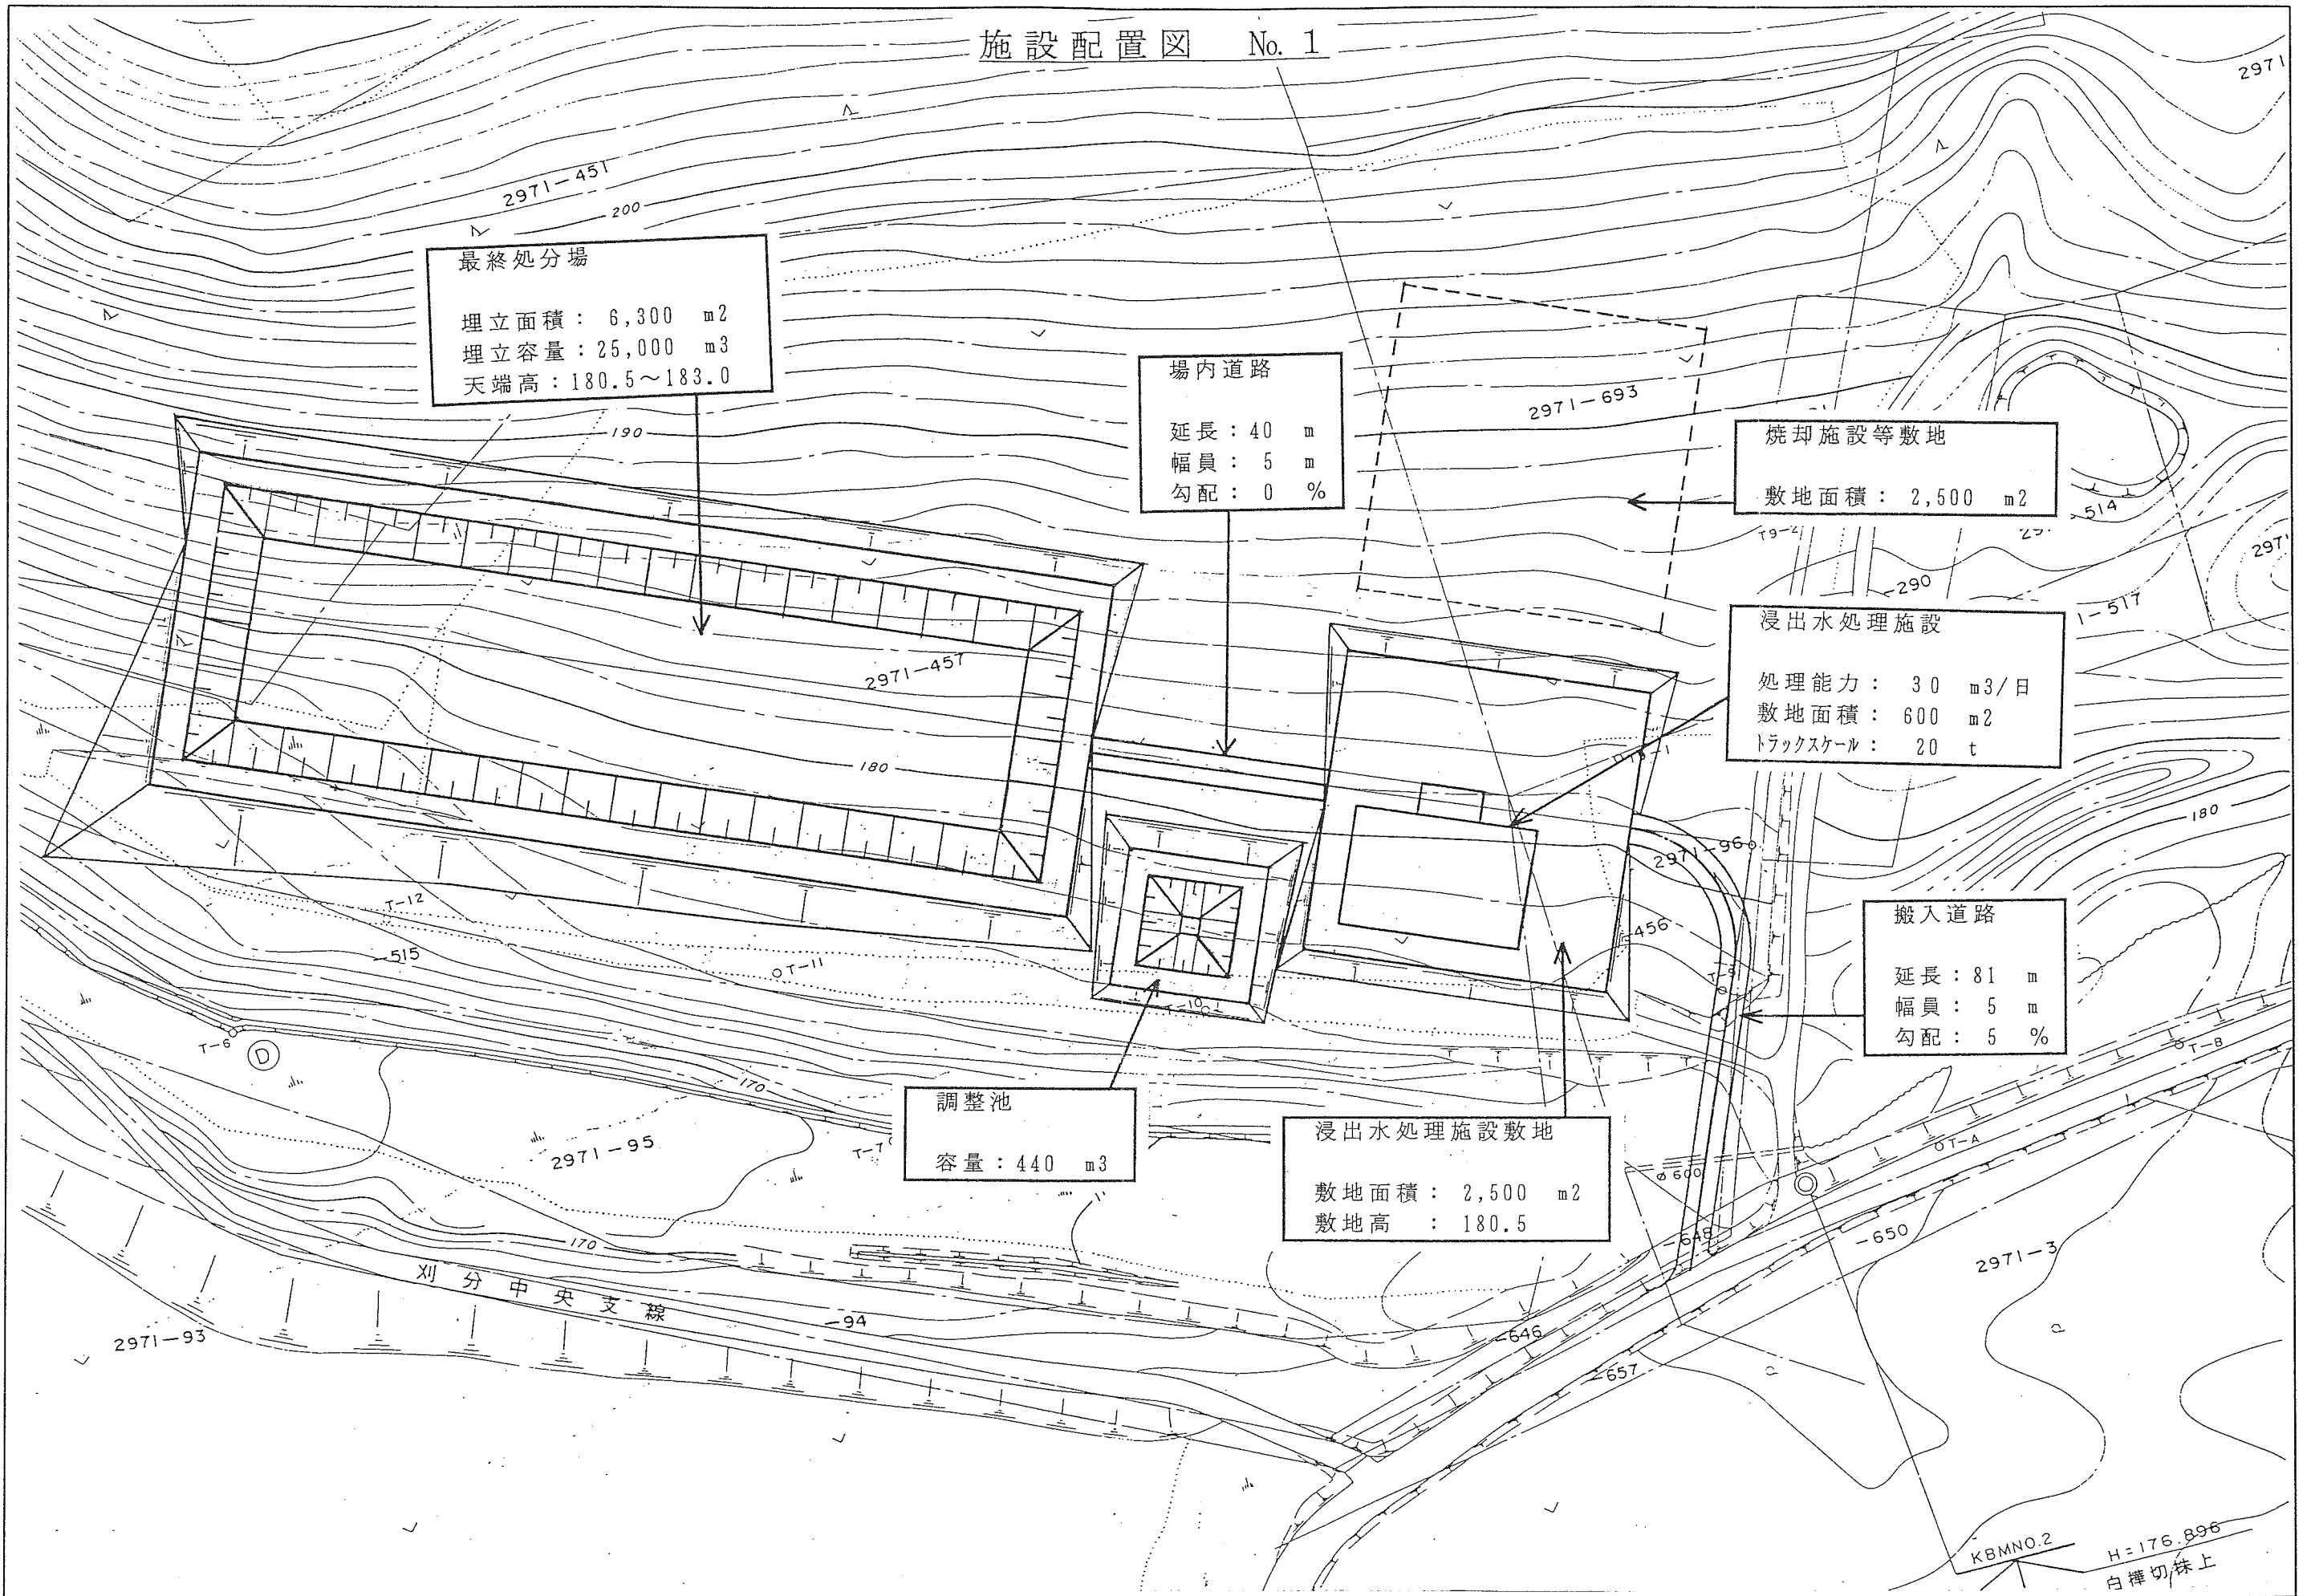 施設配置図 No. 1
2971
2971-451
200
最終処分場
埋立面積： 6,300 m2
埋立容量：25,000 m3
天端高：180.5～183.0
190
場内道路
延長：40 m
幅員： 5 m
勾配： 0 %
2971-693
焼却施設等敷地
敷地面積： 2,500 m2
T9-2
-514
-290
1-517
浸出水処理施設
処理能力： 30 m3/日
敷地面積： 600 m2
トラックスケール： 20 t
2971-457
180
180
2971-96
T-12
-515
T-11
-456
T-9
T-10
搬入道路
延長：81 m
幅員： 5 m
勾配： 5 %
T-6
D
170
T-B
調整池
容量：440 m3
浸出水処理施設敷地
敷地面積： 2,500 m2
敷地高 ： 180.5
2971-95
T-7
T-A
ø600
170
-648
-650
2971-3
刈分中央支線
2971-93
-94
-646
-657
KBMNO.2
H=176.896
白樺切株上